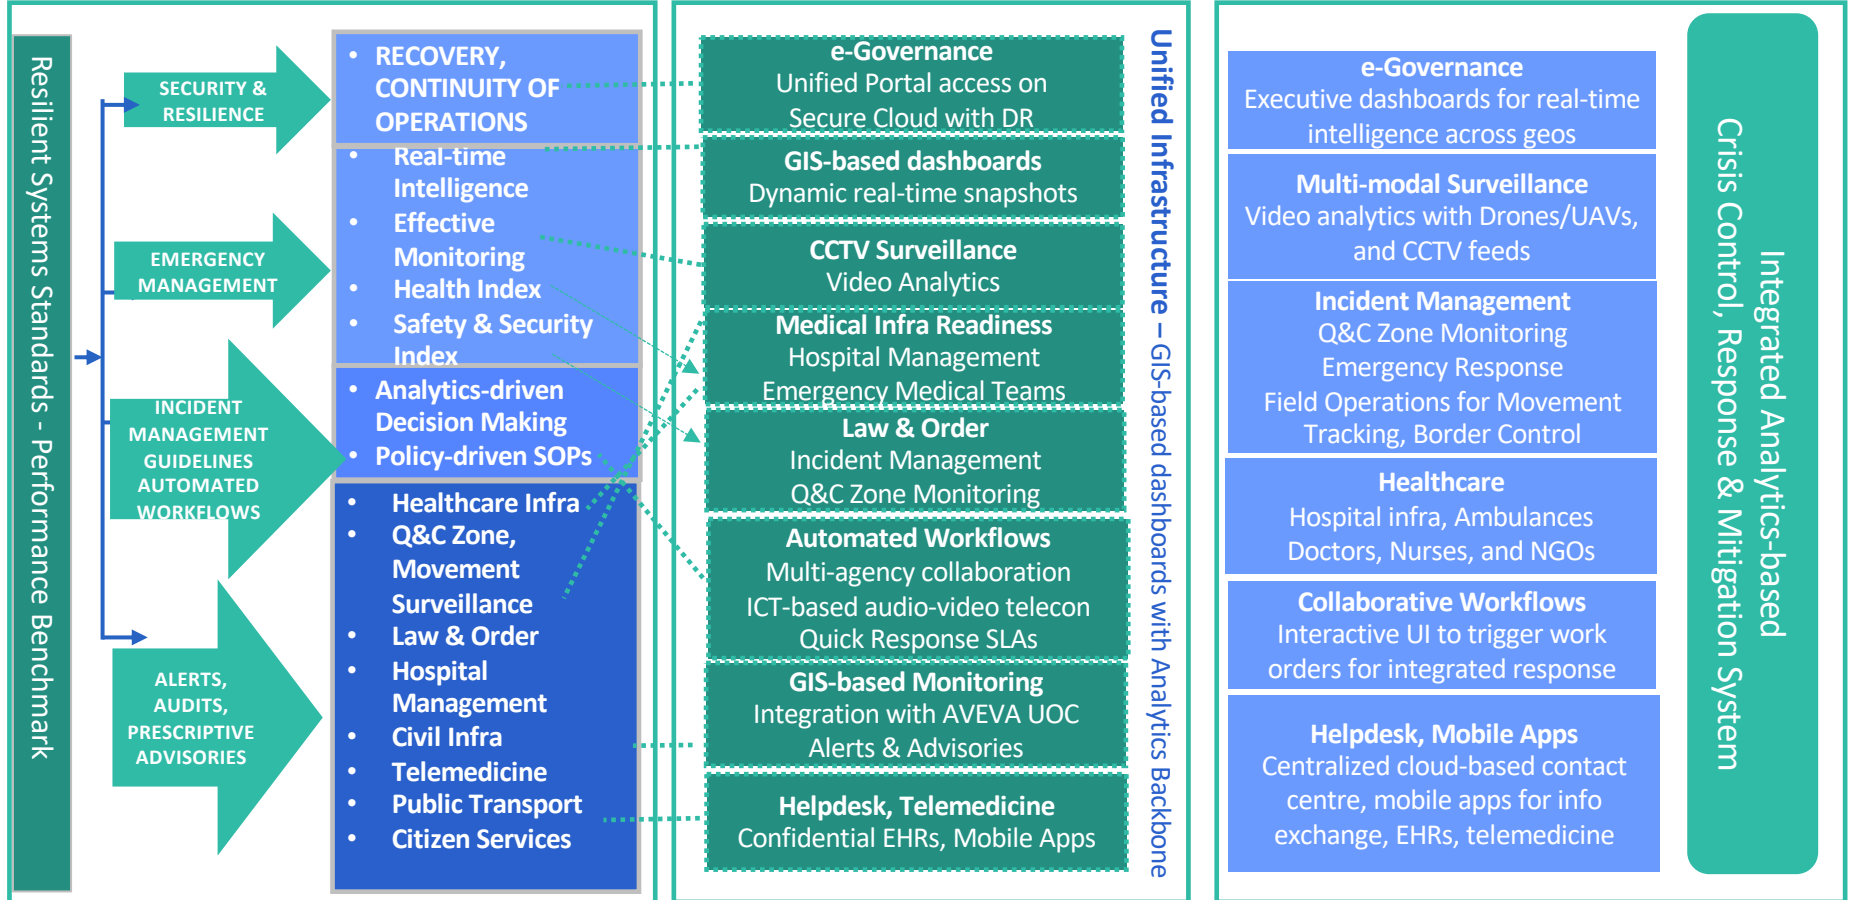 Resilient Systems Standards - Performance Benchmark
SECURITY &
RESILIENCE
EMERGENCY
MANAGEMENT
INCIDENT
MANAGEMENT
GUIDELINES
AUTOMATED
WORKFLOWS
ALERTS,
AUDITS,
PRESCRIPTIVE
ADVISORIES
• RECOVERY,
CONTINUITY OF
OPERATIONS
• Real-time
Intelligence
• Effective
Monitoring
• Health Index
• Safety & Security
Index
• Analytics-driven
Decision Making
• Policy-driven SOPs
• Healthcare Infra
• Q&C Zone,
Movement
Surveillance
• Law & Order
• Hospital
Management
• Civil Infra
• Telemedicine
• Public Transport
• Citizen Services
e-Governance
Unified Portal access on
Secure Cloud with DR
GIS-based dashboards
Dynamic real-time snapshots
CCTV Surveillance
Video Analytics
Medical Infra Readiness
Hospital Management
Emergency Medical Teams
Law & Order
Incident Management
Q&C Zone Monitoring
Automated Workflows
Multi-agency collaboration
ICT-based audio-video telecon
Quick Response SLAs
GIS-based Monitoring
Integration with AVEVA UOC
Alerts & Advisories
Helpdesk, Telemedicine
Confidential EHRs, Mobile Apps
Unified Infrastructure – GIS-based dashboards with Analytics Backbone
e-Governance
Executive dashboards for real-time
intelligence across geos
Multi-modal Surveillance
Video analytics with Drones/UAVs,
and CCTV feeds
Incident Management
Q&C Zone Monitoring
Emergency Response
Field Operations for Movement
Tracking, Border Control
Healthcare
Hospital infra, Ambulances
Doctors, Nurses, and NGOs
Collaborative Workflows
Interactive UI to trigger work
orders for integrated response
Helpdesk, Mobile Apps
Centralized cloud-based contact
centre, mobile apps for info
exchange, EHRs, telemedicine
Integrated Analytics-based
Crisis Control, Response & Mitigation System